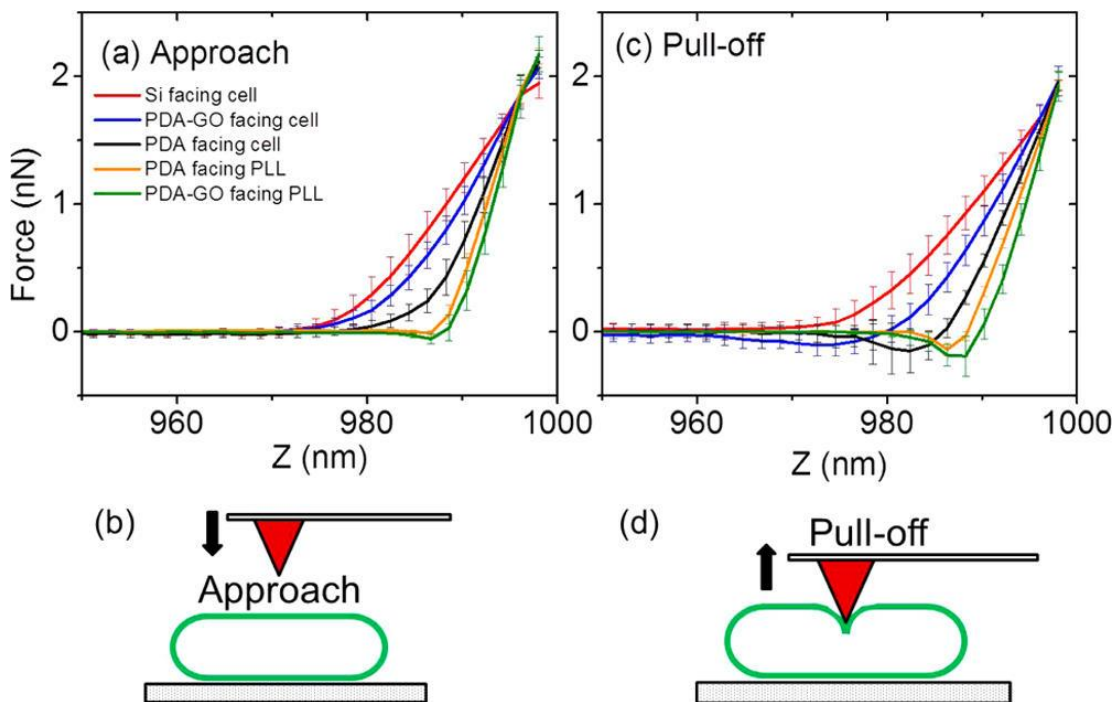 (a) Approach
Si facing cell
PDA-GO facing cell
PDA facing cell
PDA facing PLL
PDA-GO facing PLL
Force (nN)
2
1
0
960
980
1000
Z (nm)
(c) Pull-off
2
1
0
960
980
1000
Z (nm)
(b)
Approach
(d)
Pull-off